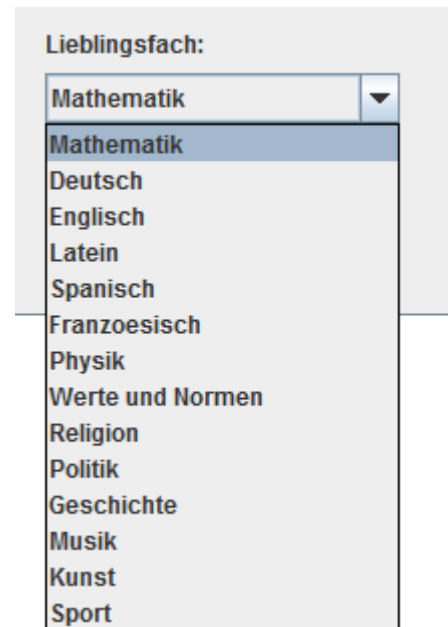 Lieblingsfach:
Mathematik
Mathematik
Deutsch
Englisch
Latein
Spanisch
Franzoesisch
Physik
Werte und Normen
Religion
Politik
Geschichte
Musik
Kunst
Sport